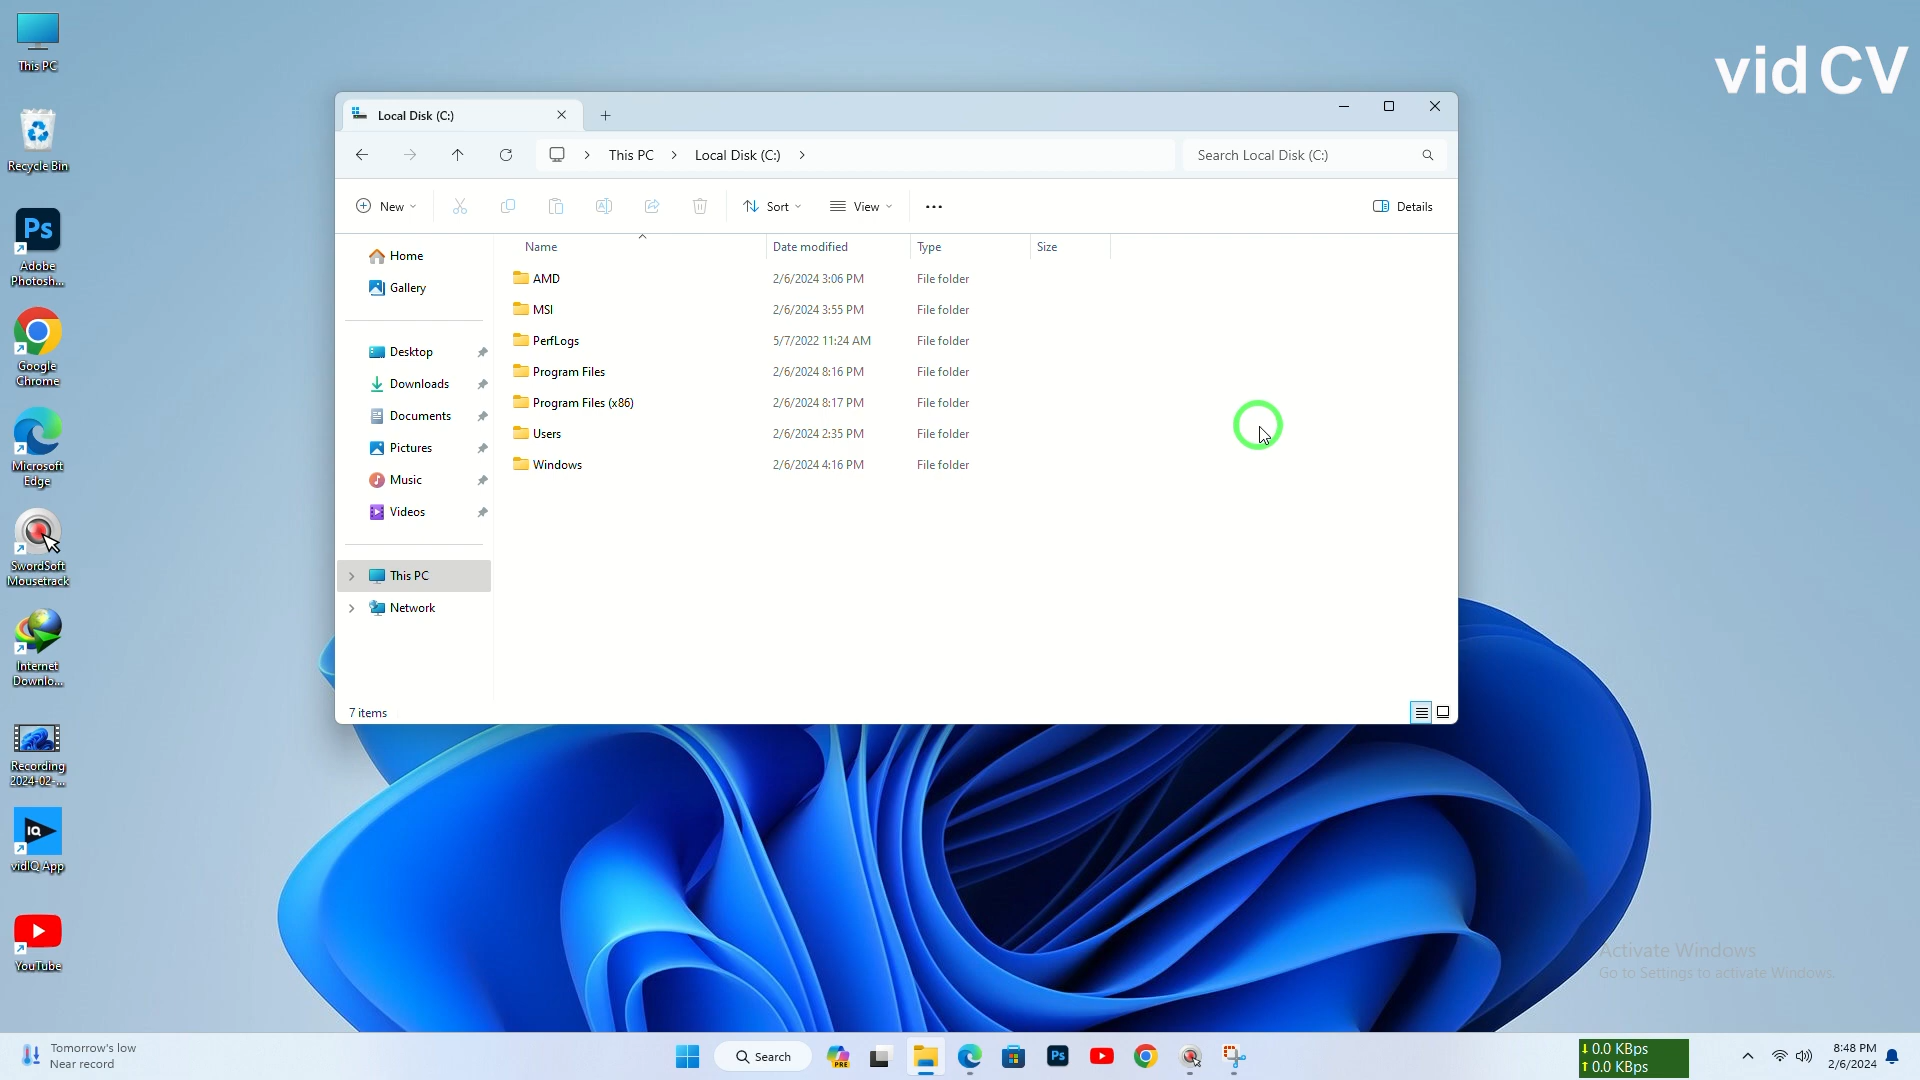 This PC
Recycle Bin
Ps
Adobe
Photosh...
Google
Chrome
Microsoft
Edge
SwordSoft
Mousetrack
Internet
Downlo...
Recording
2024-02-...
IQ
vidIQ App
YouTube
vidCV
Local Disk (C:)
This PC
Local Disk (C:)
Search Local Disk (C:)
New
Sort
View
Details
Home
Gallery
Desktop
Downloads
Documents
Pictures
Music
Videos
This PC
Network
Name Date modified Type Size
AMD 2/6/2024 3:06 PM File folder
MSI 2/6/2024 3:55 PM File folder
PerfLogs 5/7/2022 11:24 AM File folder
Program Files 2/6/2024 8:16 PM File folder
Program Files (x86) 2/6/2024 8:17 PM File folder
Users 2/6/2024 2:35 PM File folder
Windows 2/6/2024 4:16 PM File folder
7 items
Activate Windows
Go to Settings to activate Windows.
Tomorrow's low
Near record
Search
PRE
Ps
0.0 KBps
0.0 KBps
8:48 PM
2/6/2024